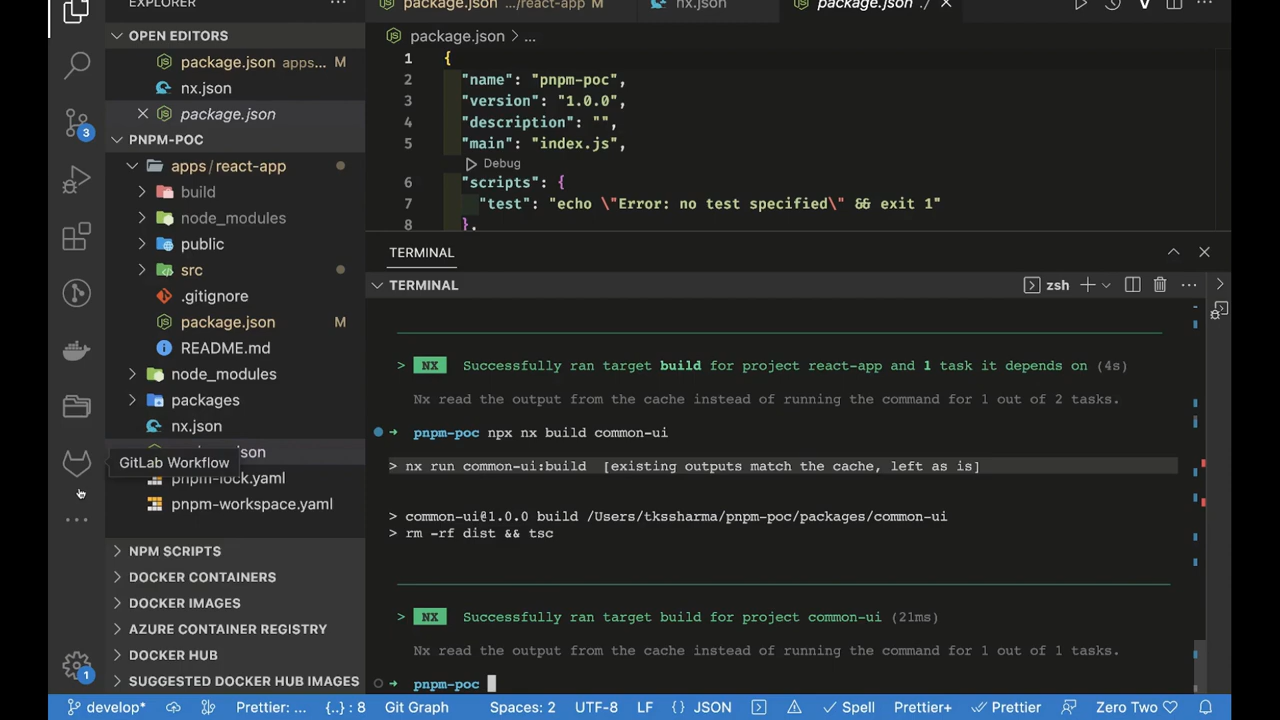 EXPLORER
package.json .../react-app M
nx.json
package.json ./
OPEN EDITORS
package.json apps... M
nx.json
package.json
PNPM-POC
apps / react-app
build
node_modules
public
src
.gitignore
package.json M
README.md
node_modules
packages
nx.json
GitLab Workflow
pnpm-lock.yaml
pnpm-workspace.yaml
NPM SCRIPTS
DOCKER CONTAINERS
DOCKER IMAGES
AZURE CONTAINER REGISTRY
DOCKER HUB
SUGGESTED DOCKER HUB IMAGES
3
1
package.json > ...
1 {
2 "name": "pnpm-poc",
3 "version": "1.0.0",
4 "description": "",
5 "main": "index.js",
Debug
6 "scripts": {
7 "test": "echo \"Error: no test specified\" && exit 1"
8 },
TERMINAL
TERMINAL
zsh
> NX Successfully ran target build for project react-app and 1 task it depends on (4s)
Nx read the output from the cache instead of running the command for 1 out of 2 tasks.
pnpm-poc npx nx build common-ui
> nx run common-ui:build [existing outputs match the cache, left as is]
> common-ui@1.0.0 build /Users/tkssharma/pnpm-poc/packages/common-ui
> rm -rf dist && tsc
> NX Successfully ran target build for project common-ui (21ms)
Nx read the output from the cache instead of running the command for 1 out of 1 tasks.
pnpm-poc
develop* Prettier: ... {..} : 8 Git Graph Spaces: 2 UTF-8 LF { } JSON Spell Prettier+ Prettier Zero Two